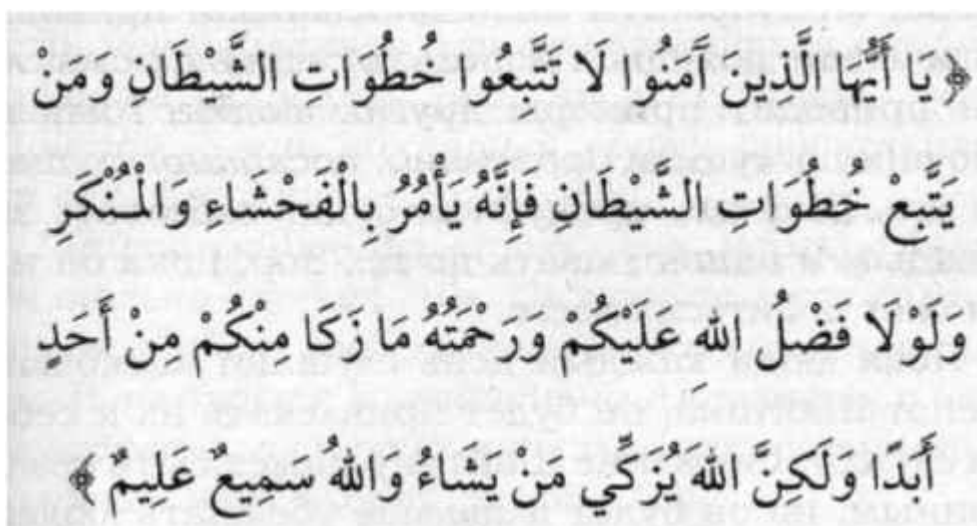 ﴿ يَا أَيُّهَا الَّذِينَ آمَنُوا لَا تَتَّبِعُوا خُطُوَاتِ الشَّيْطَانِ وَمَنْ
يَتَّبِعْ خُطُوَاتِ الشَّيْطَانِ فَإِنَّهُ يَأْمُرُ بِالْفَحْشَاءِ وَالْمُنْكَرِ
وَلَوْلَا فَضْلُ اللهِ عَلَيْكُمْ وَرَحْمَتُهُ مَا زَكَا مِنْكُمْ مِنْ أَحَدٍ
أَبَدًا وَلَكِنَّ اللهَ يُزَكِّي مَنْ يَشَاءُ وَاللهُ سَمِيعٌ عَلِيمٌ ﴾